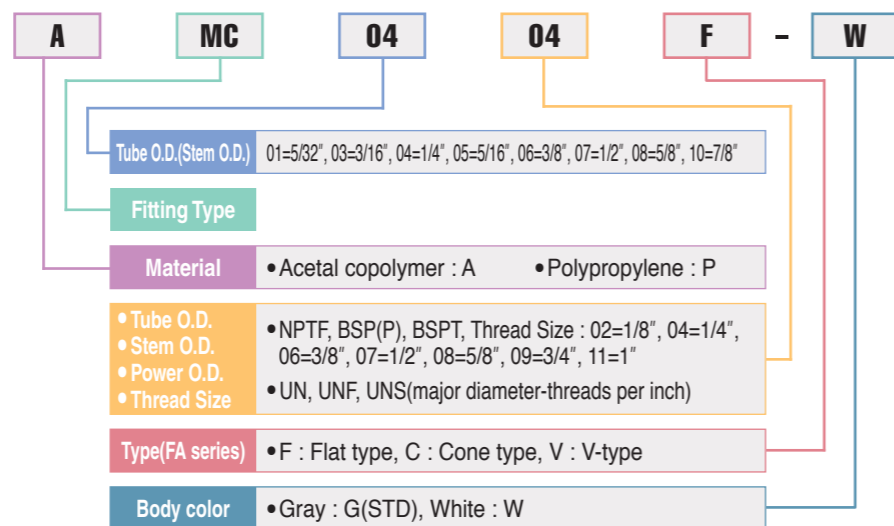 A MC 04 04 F - W
Tube O.D.(Stem O.D.) 01=5/32", 03=3/16", 04=1/4", 05=5/16", 06=3/8", 07=1/2", 08=5/8", 10=7/8"
Fitting Type
Material •Acetal copolymer : A •Polypropylene : P
•Tube O.D.
•Stem O.D.
•Power O.D.
•Thread Size
•NPTF, BSP(P), BSPT, Thread Size : 02=1/8", 04=1/4",
06=3/8", 07=1/2", 08=5/8", 09=3/4", 11=1"
•UN, UNF, UNS(major diameter-threads per inch)
Type(FA series) •F : Flat type, C : Cone type, V : V-type
Body color •Gray : G(STD), White : W